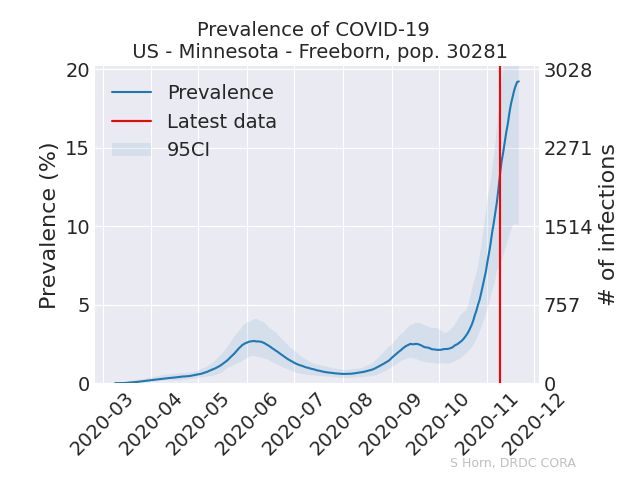 Prevalence of COVID-19
US - Minnesota - Freeborn, pop. 30281
Prevalence
Latest data
95CI
Prevalence (%)
20
15
10
5
0
3028
2271
1514
757
0
# of infections
2020-03
2020-04
2020-05
2020-06
2020-07
2020-08
2020-09
2020-10
2020-11
2020-12
S Horn, DRDC CORA